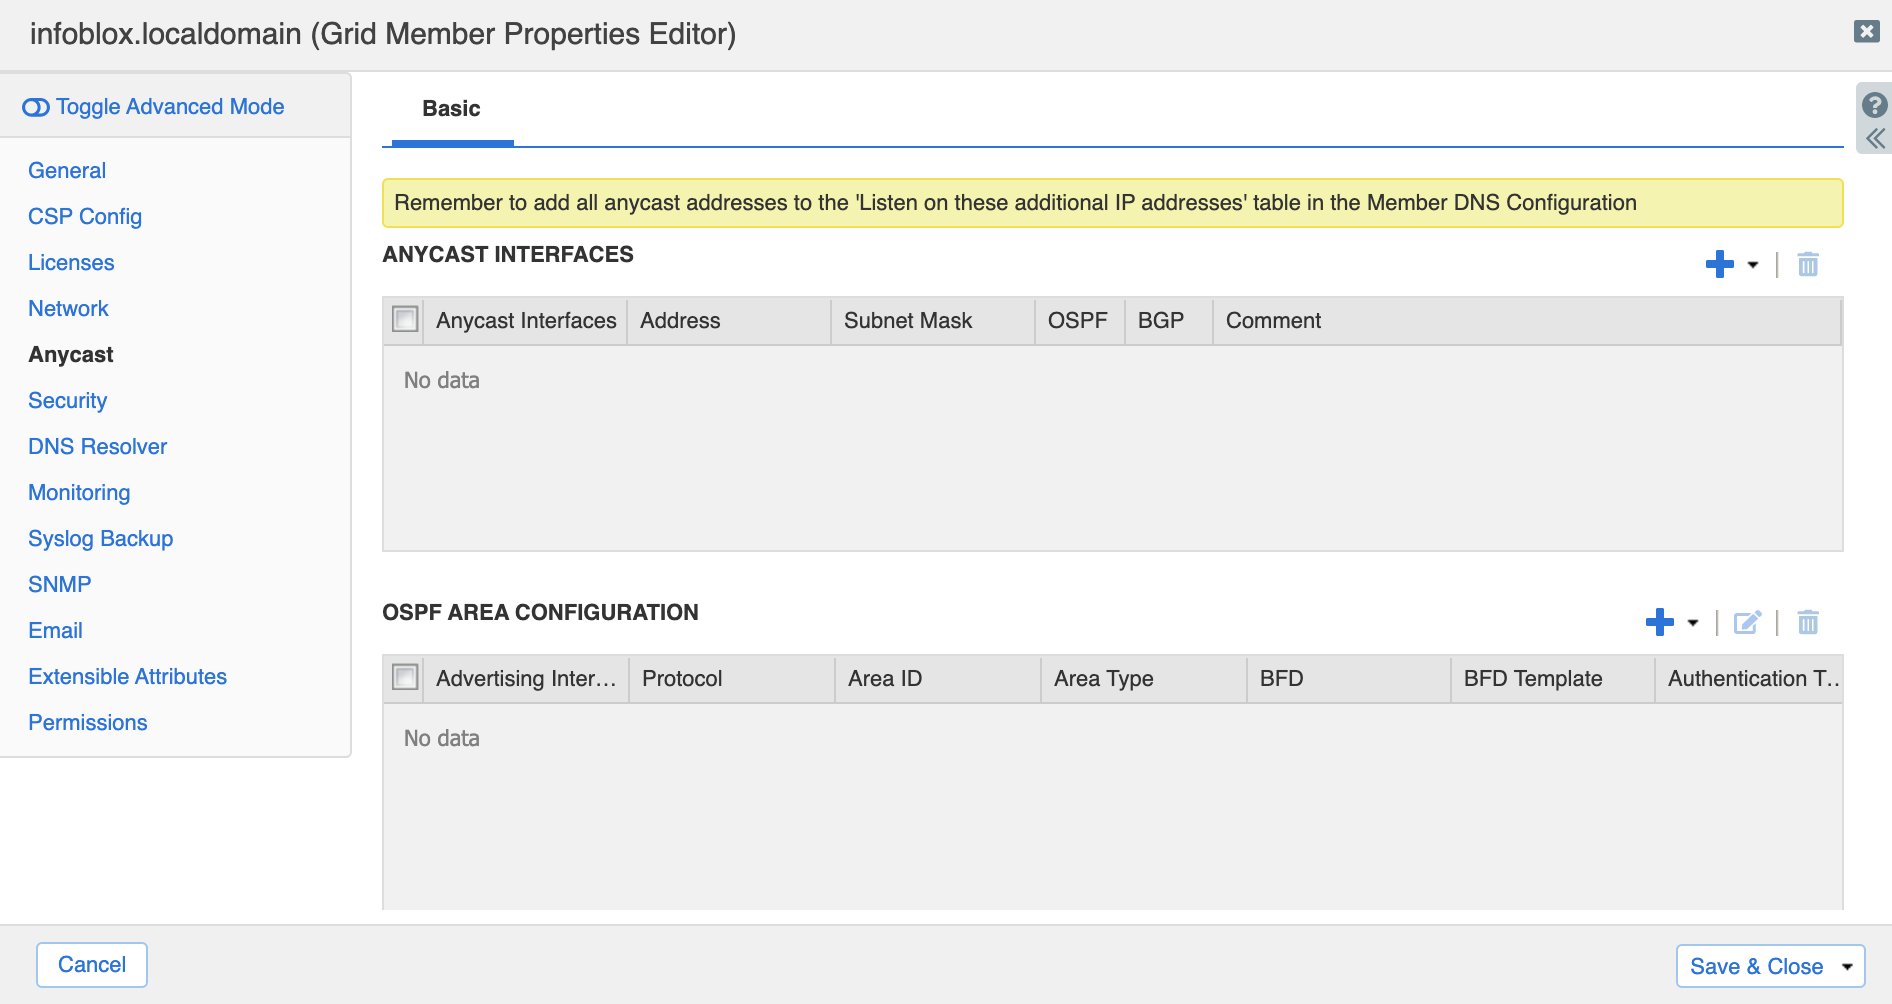 infoblox.localdomain (Grid Member Properties Editor)
Toggle Advanced Mode
General
CSP Config
Licenses
Network
Anycast
Security
DNS Resolver
Monitoring
Syslog Backup
SNMP
Email
Extensible Attributes
Permissions
Basic
Remember to add all anycast addresses to the 'Listen on these additional IP addresses' table in the Member DNS Configuration
ANYCAST INTERFACES
Anycast Interfaces Address Subnet Mask OSPF BGP Comment
No data
OSPF AREA CONFIGURATION
Advertising Inter... Protocol Area ID Area Type BFD BFD Template Authentication T..
No data
Cancel
Save & Close